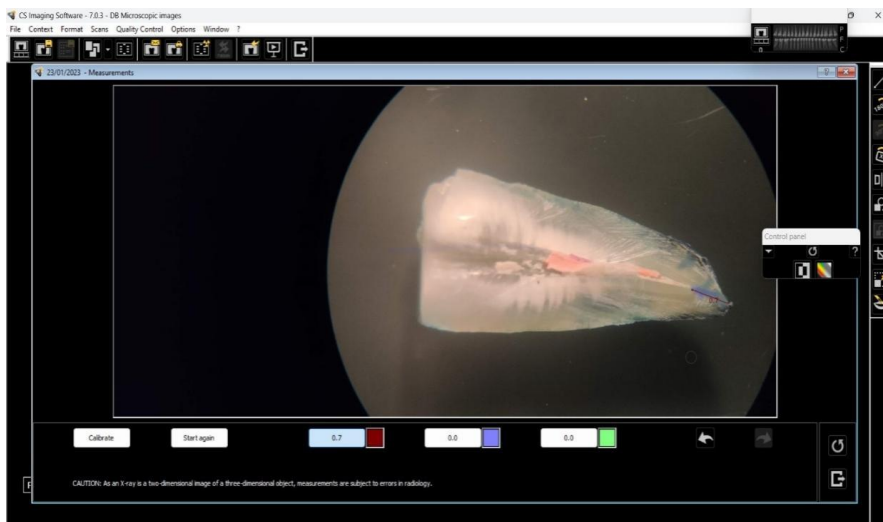 CS Imaging Software - 7.0.3 - DB Microscopic images
File Context Format Scans Quality Control Options Window ?
23/01/2023 - Measurements
Control panel
?
Calibrate Start again 0.7 0.0 0.0
CAUTION: As an X-ray is a two-dimensional image of a three-dimensional object, measurements are subject to errors in radiology.